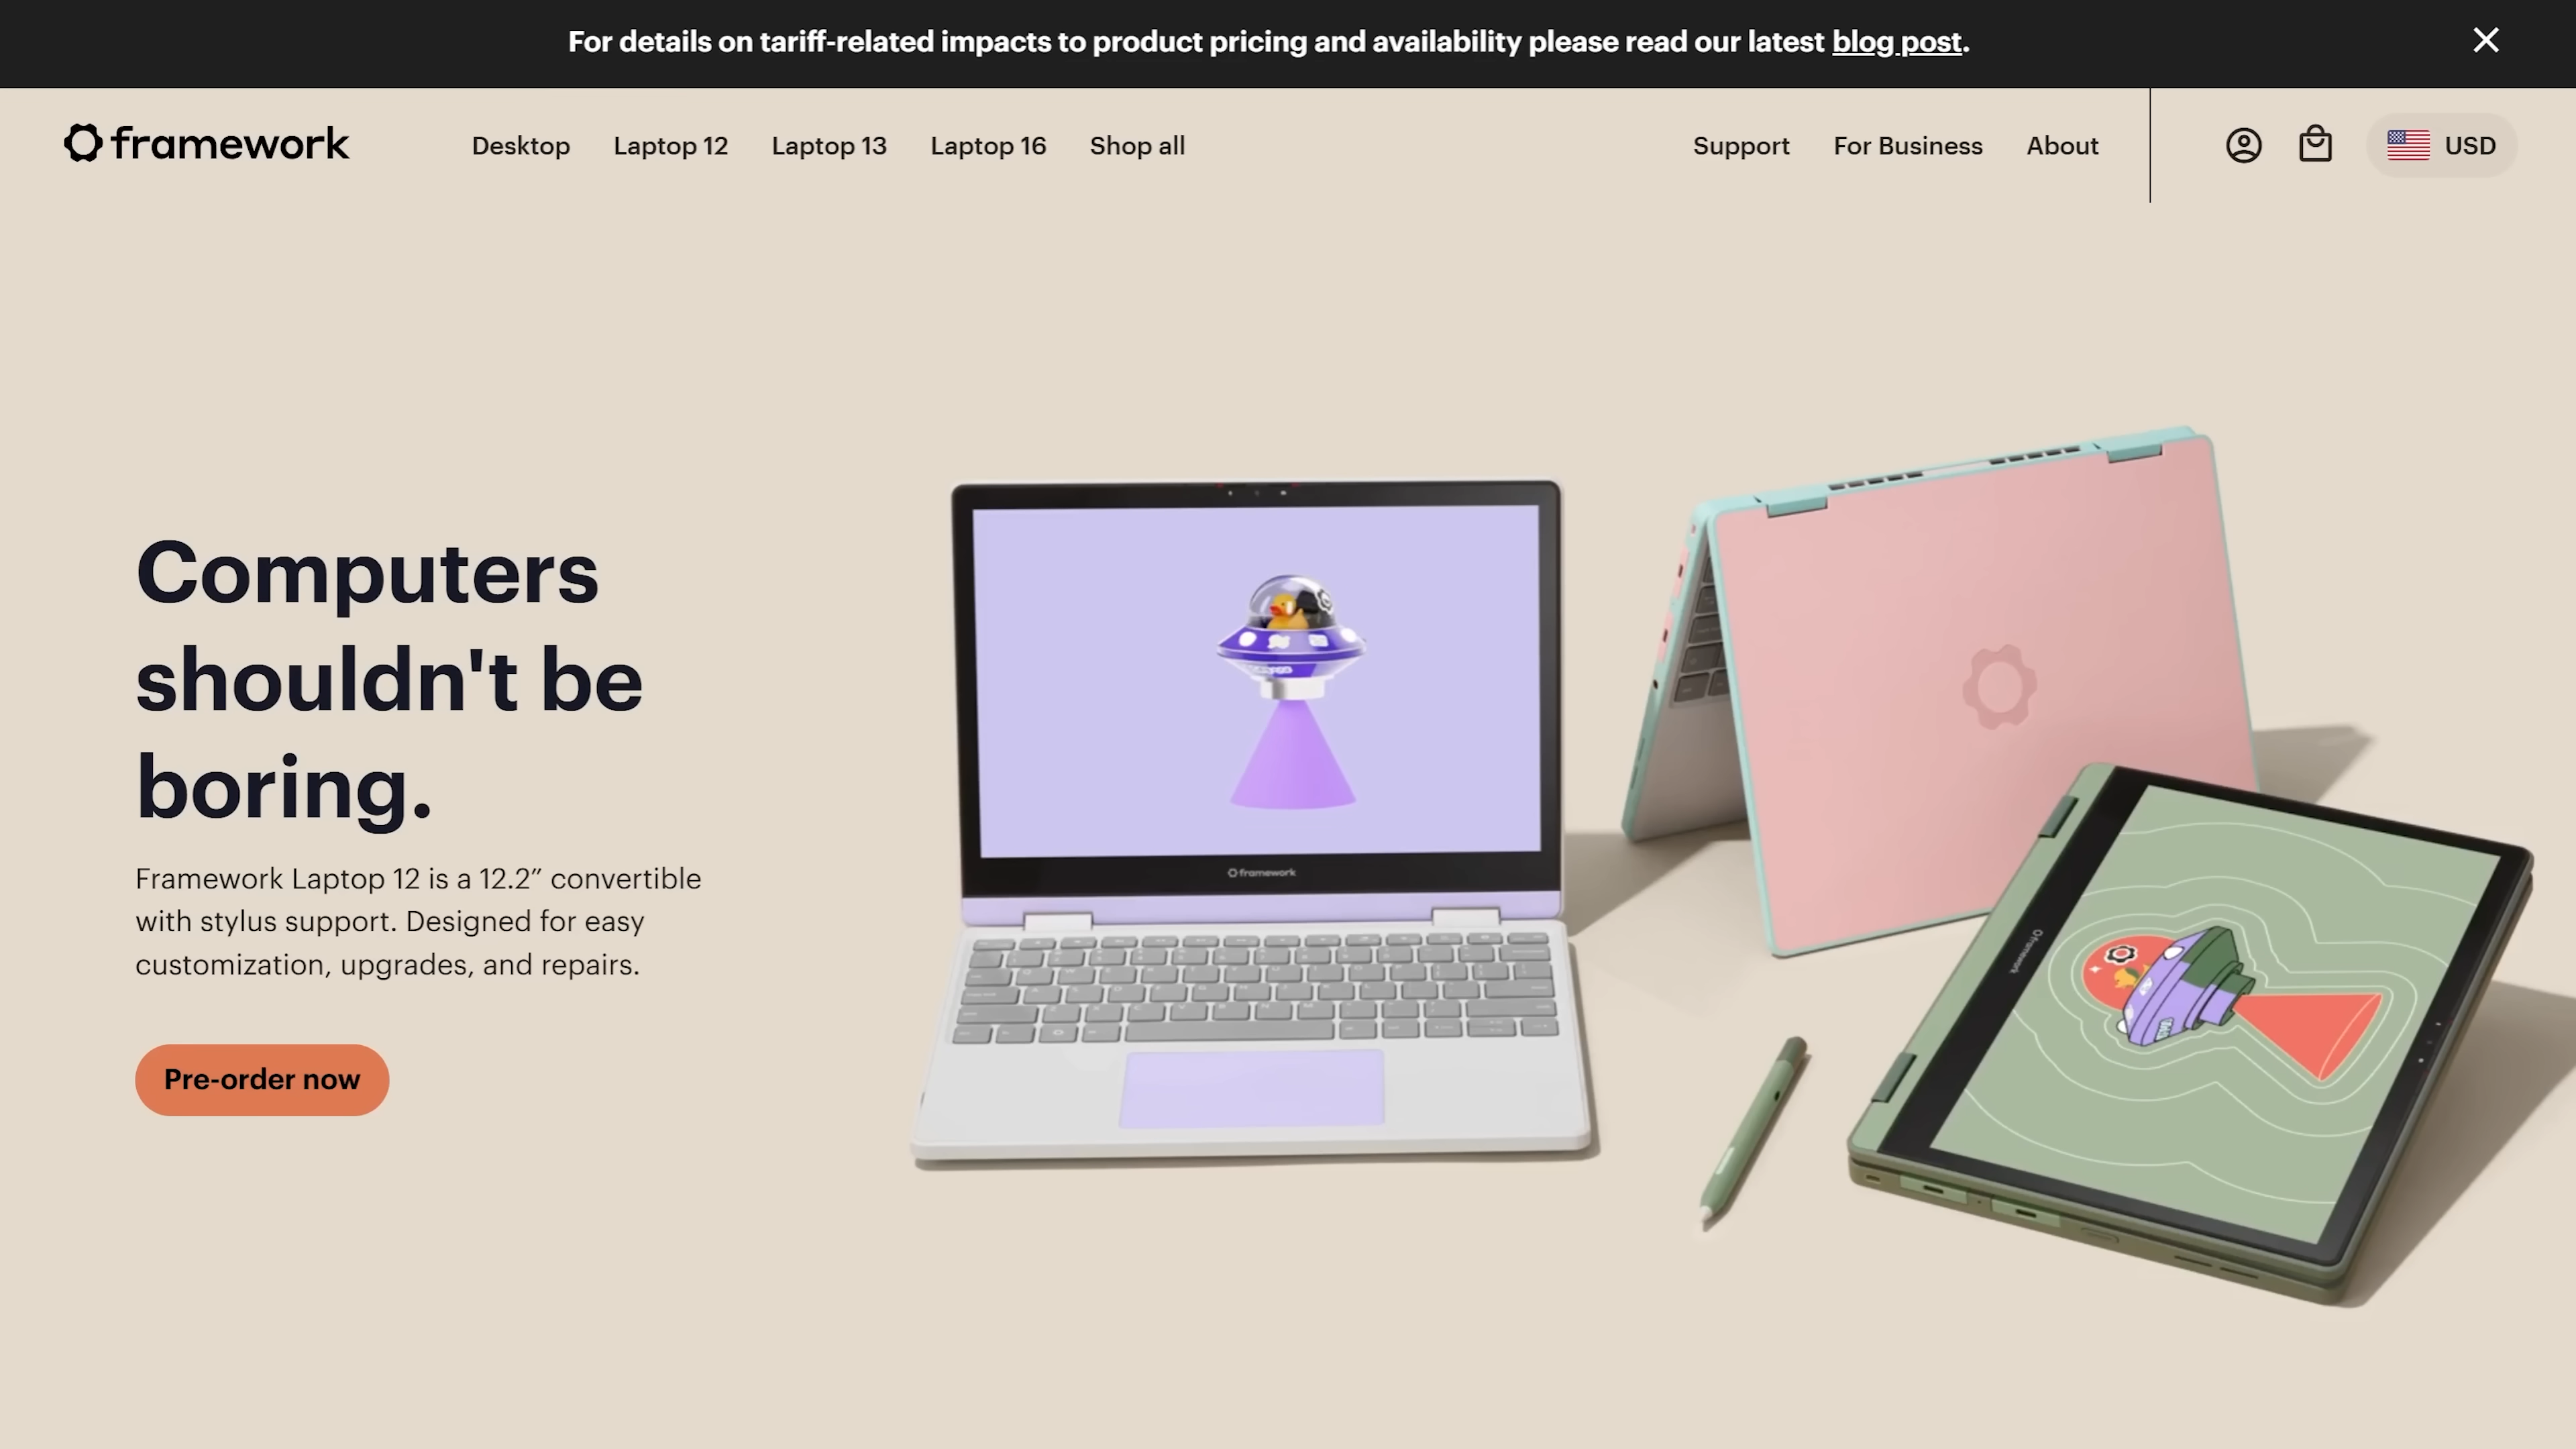 For details on tariff-related impacts to product pricing and availability please read our latest blog post.
framework
Desktop
Laptop 12
Laptop 13
Laptop 16
Shop all
Support
For Business
About
USD
Computers
shouldn't be
boring.
Framework Laptop 12 is a 12.2” convertible
with stylus support. Designed for easy
customization, upgrades, and repairs.
Pre-order now
framework
framework